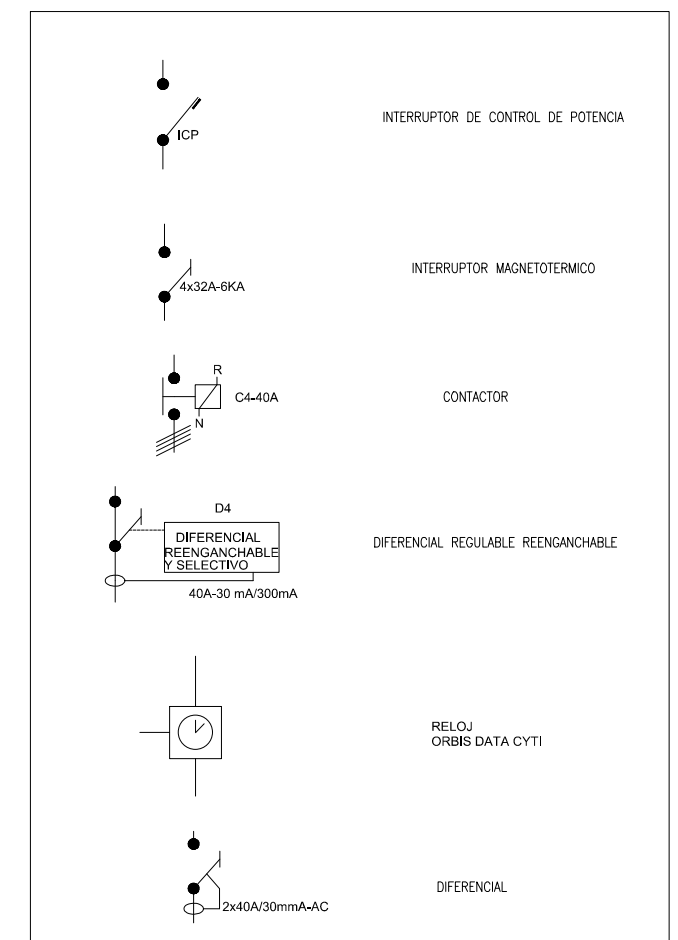 INTERRUPTOR DE CONTROL DE POTENCIA
ICP
INTERRUPTOR MAGNETOTERMICO
4x32A-6KA
R
C4-40A
CONTACTOR
N
D4
DIFERENCIAL
REENGANCHABLE
Y SELECTIVO
DIFERENCIAL REGULABLE REENGANCHABLE
40A-30 mA/300mA
RELOJ
ORBIS DATA CYTI
DIFERENCIAL
2x40A/30mmA-AC